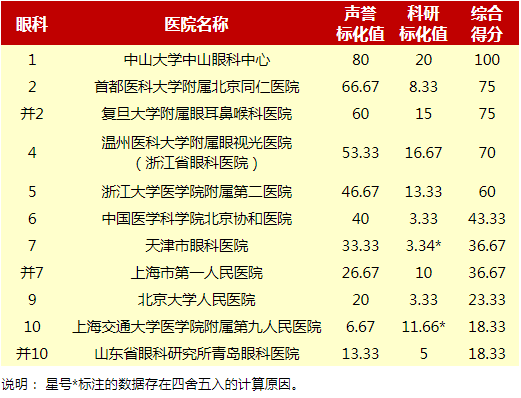 眼科 医院名称 声誉标化值 科研标化值 综合得分
1 中山大学中山眼科中心 80 20 100
2 首都医科大学附属北京同仁医院 66.67 8.33 75
并2 复旦大学附属眼耳鼻喉科医院 60 15 75
4 温州医科大学附属眼视光医院（浙江省眼科医院） 53.33 16.67 70
5 浙江大学医学院附属第二医院 46.67 13.33 60
6 中国医学科学院北京协和医院 40 3.33 43.33
7 天津市眼科医院 33.33 3.34* 36.67
并7 上海市第一人民医院 26.67 10 36.67
9 北京大学人民医院 20 3.33 23.33
10 上海交通大学医学院附属第九人民医院 6.67 11.66* 18.33
并10 山东省眼科研究所青岛眼科医院 13.33 5 18.33
说明： 星号*标注的数据存在四舍五入的计算原因。